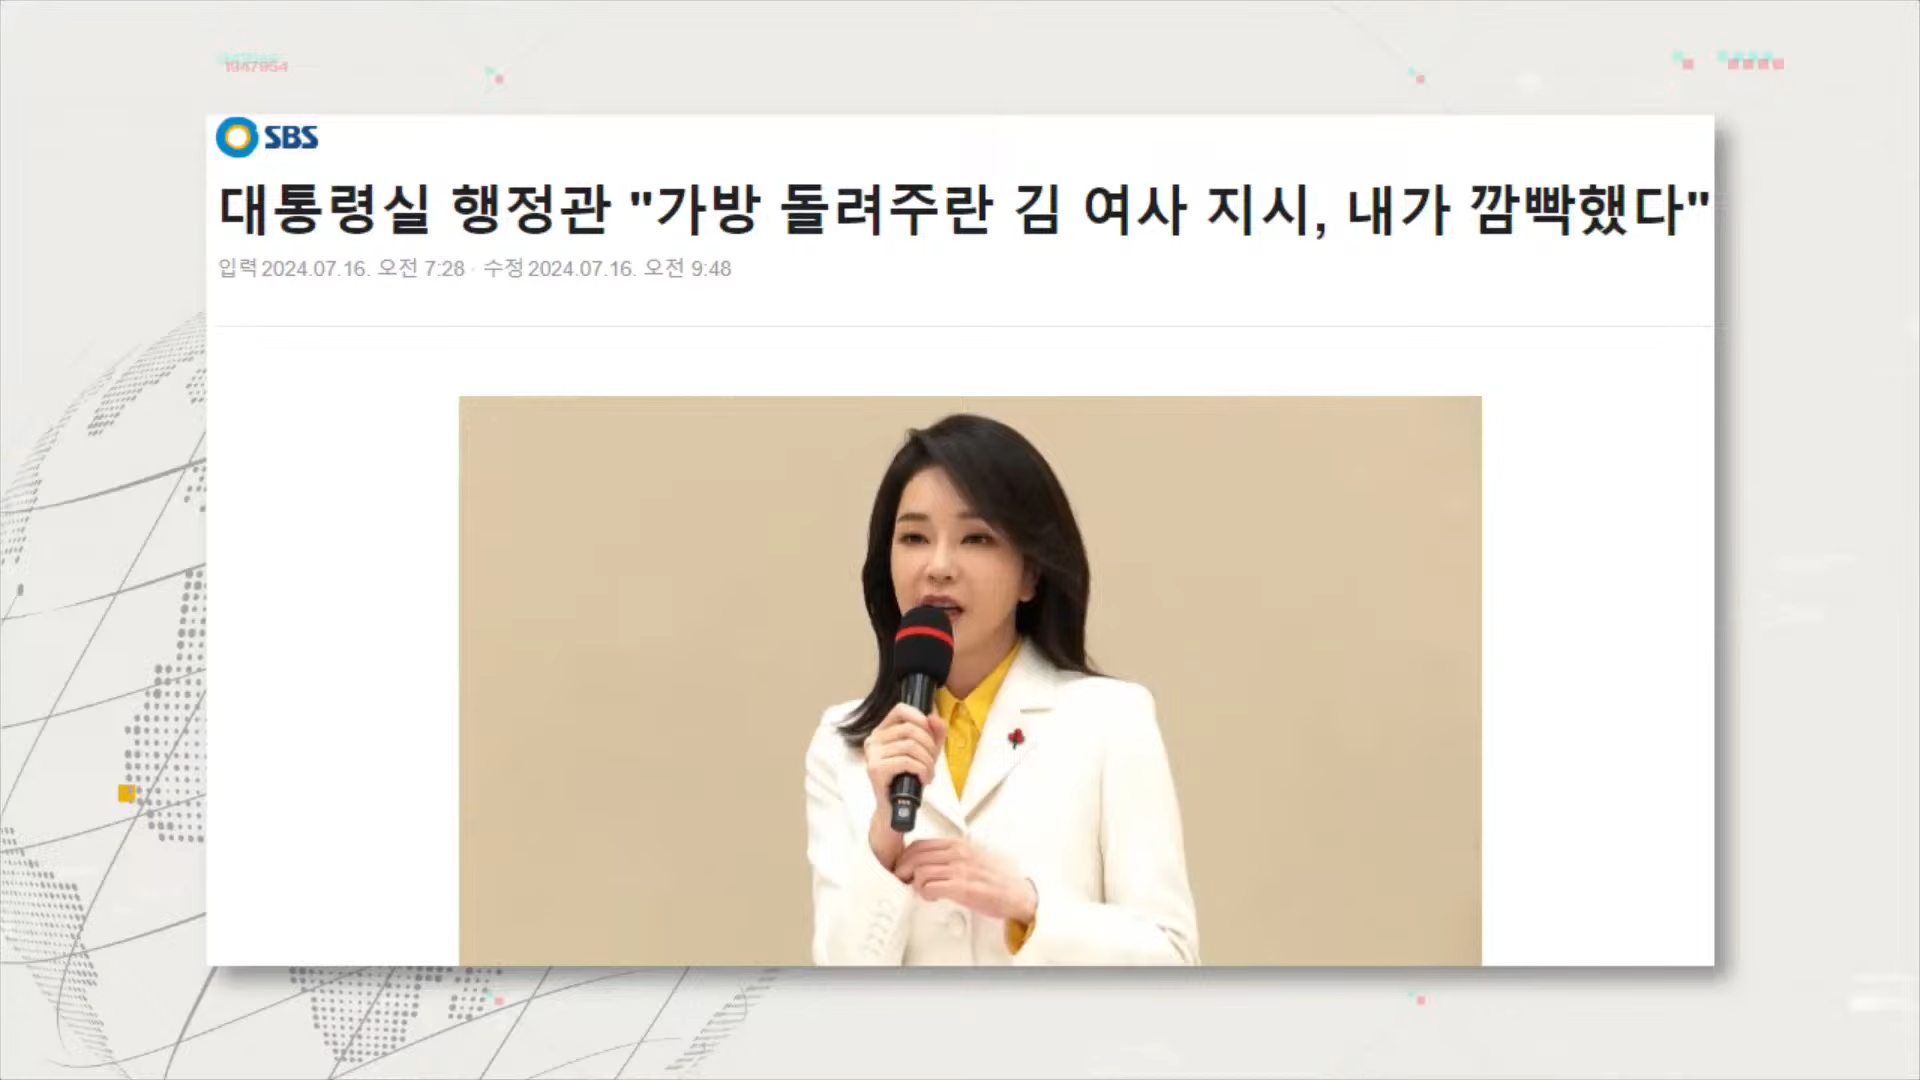 1947954
SBS
대통령실 행정관 "가방 돌려주란 김 여사 지시, 내가 깜빡했다"
입력 2024.07.16. 오전 7:28 · 수정 2024.07.16. 오전 9:48